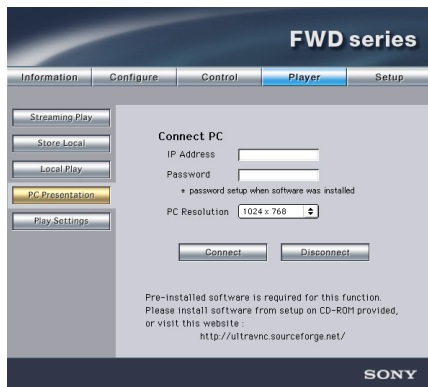 FWD series
Information Configure Control Player Setup
Streaming Play
Store Local
Local Play
PC Presentation
Play Settings
Connect PC
IP Address
Password
* password setup when software was installed
PC Resolution 1024 x 768
Connect Disconnect
Pre-installed software is required for this function.
Please install software from setup on CD-ROM provided,
or visit this website :
http://ultravnc.sourceforge.net/
SONY